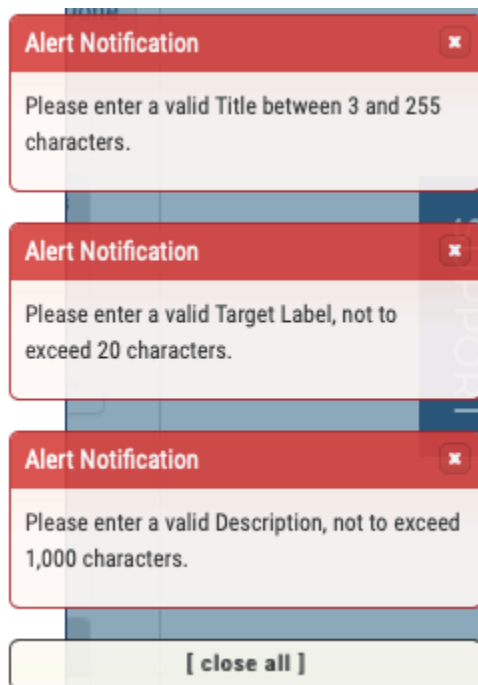 Alert Notification
Please enter a valid Title between 3 and 255
characters.
Alert Notification
Please enter a valid Target Label, not to
exceed 20 characters.
SUPPORT
Alert Notification
Please enter a valid Description, not to exceed
1,000 characters.
[ close all ]